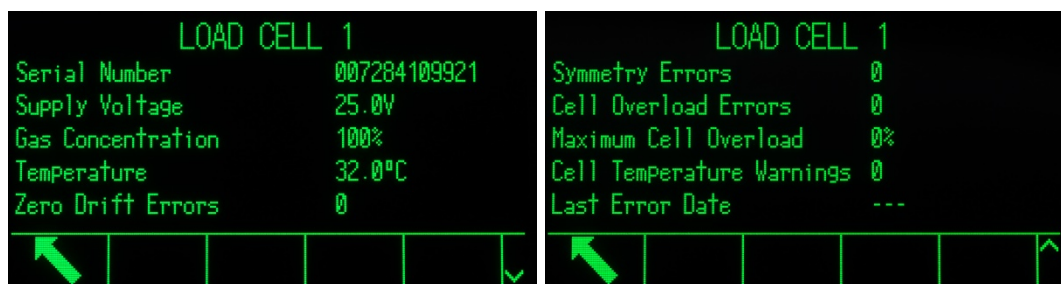 LOAD CELL 1
Serial Number 007284109921
Supply Voltage 25.0V
Gas Concentration 100%
Temperature 32.0°C
Zero Drift Errors 0
LOAD CELL 1
Symmetry Errors 0
Cell Overload Errors 0
Maximum Cell Overload 0%
Cell Temperature Warnings 0
Last Error Date ---